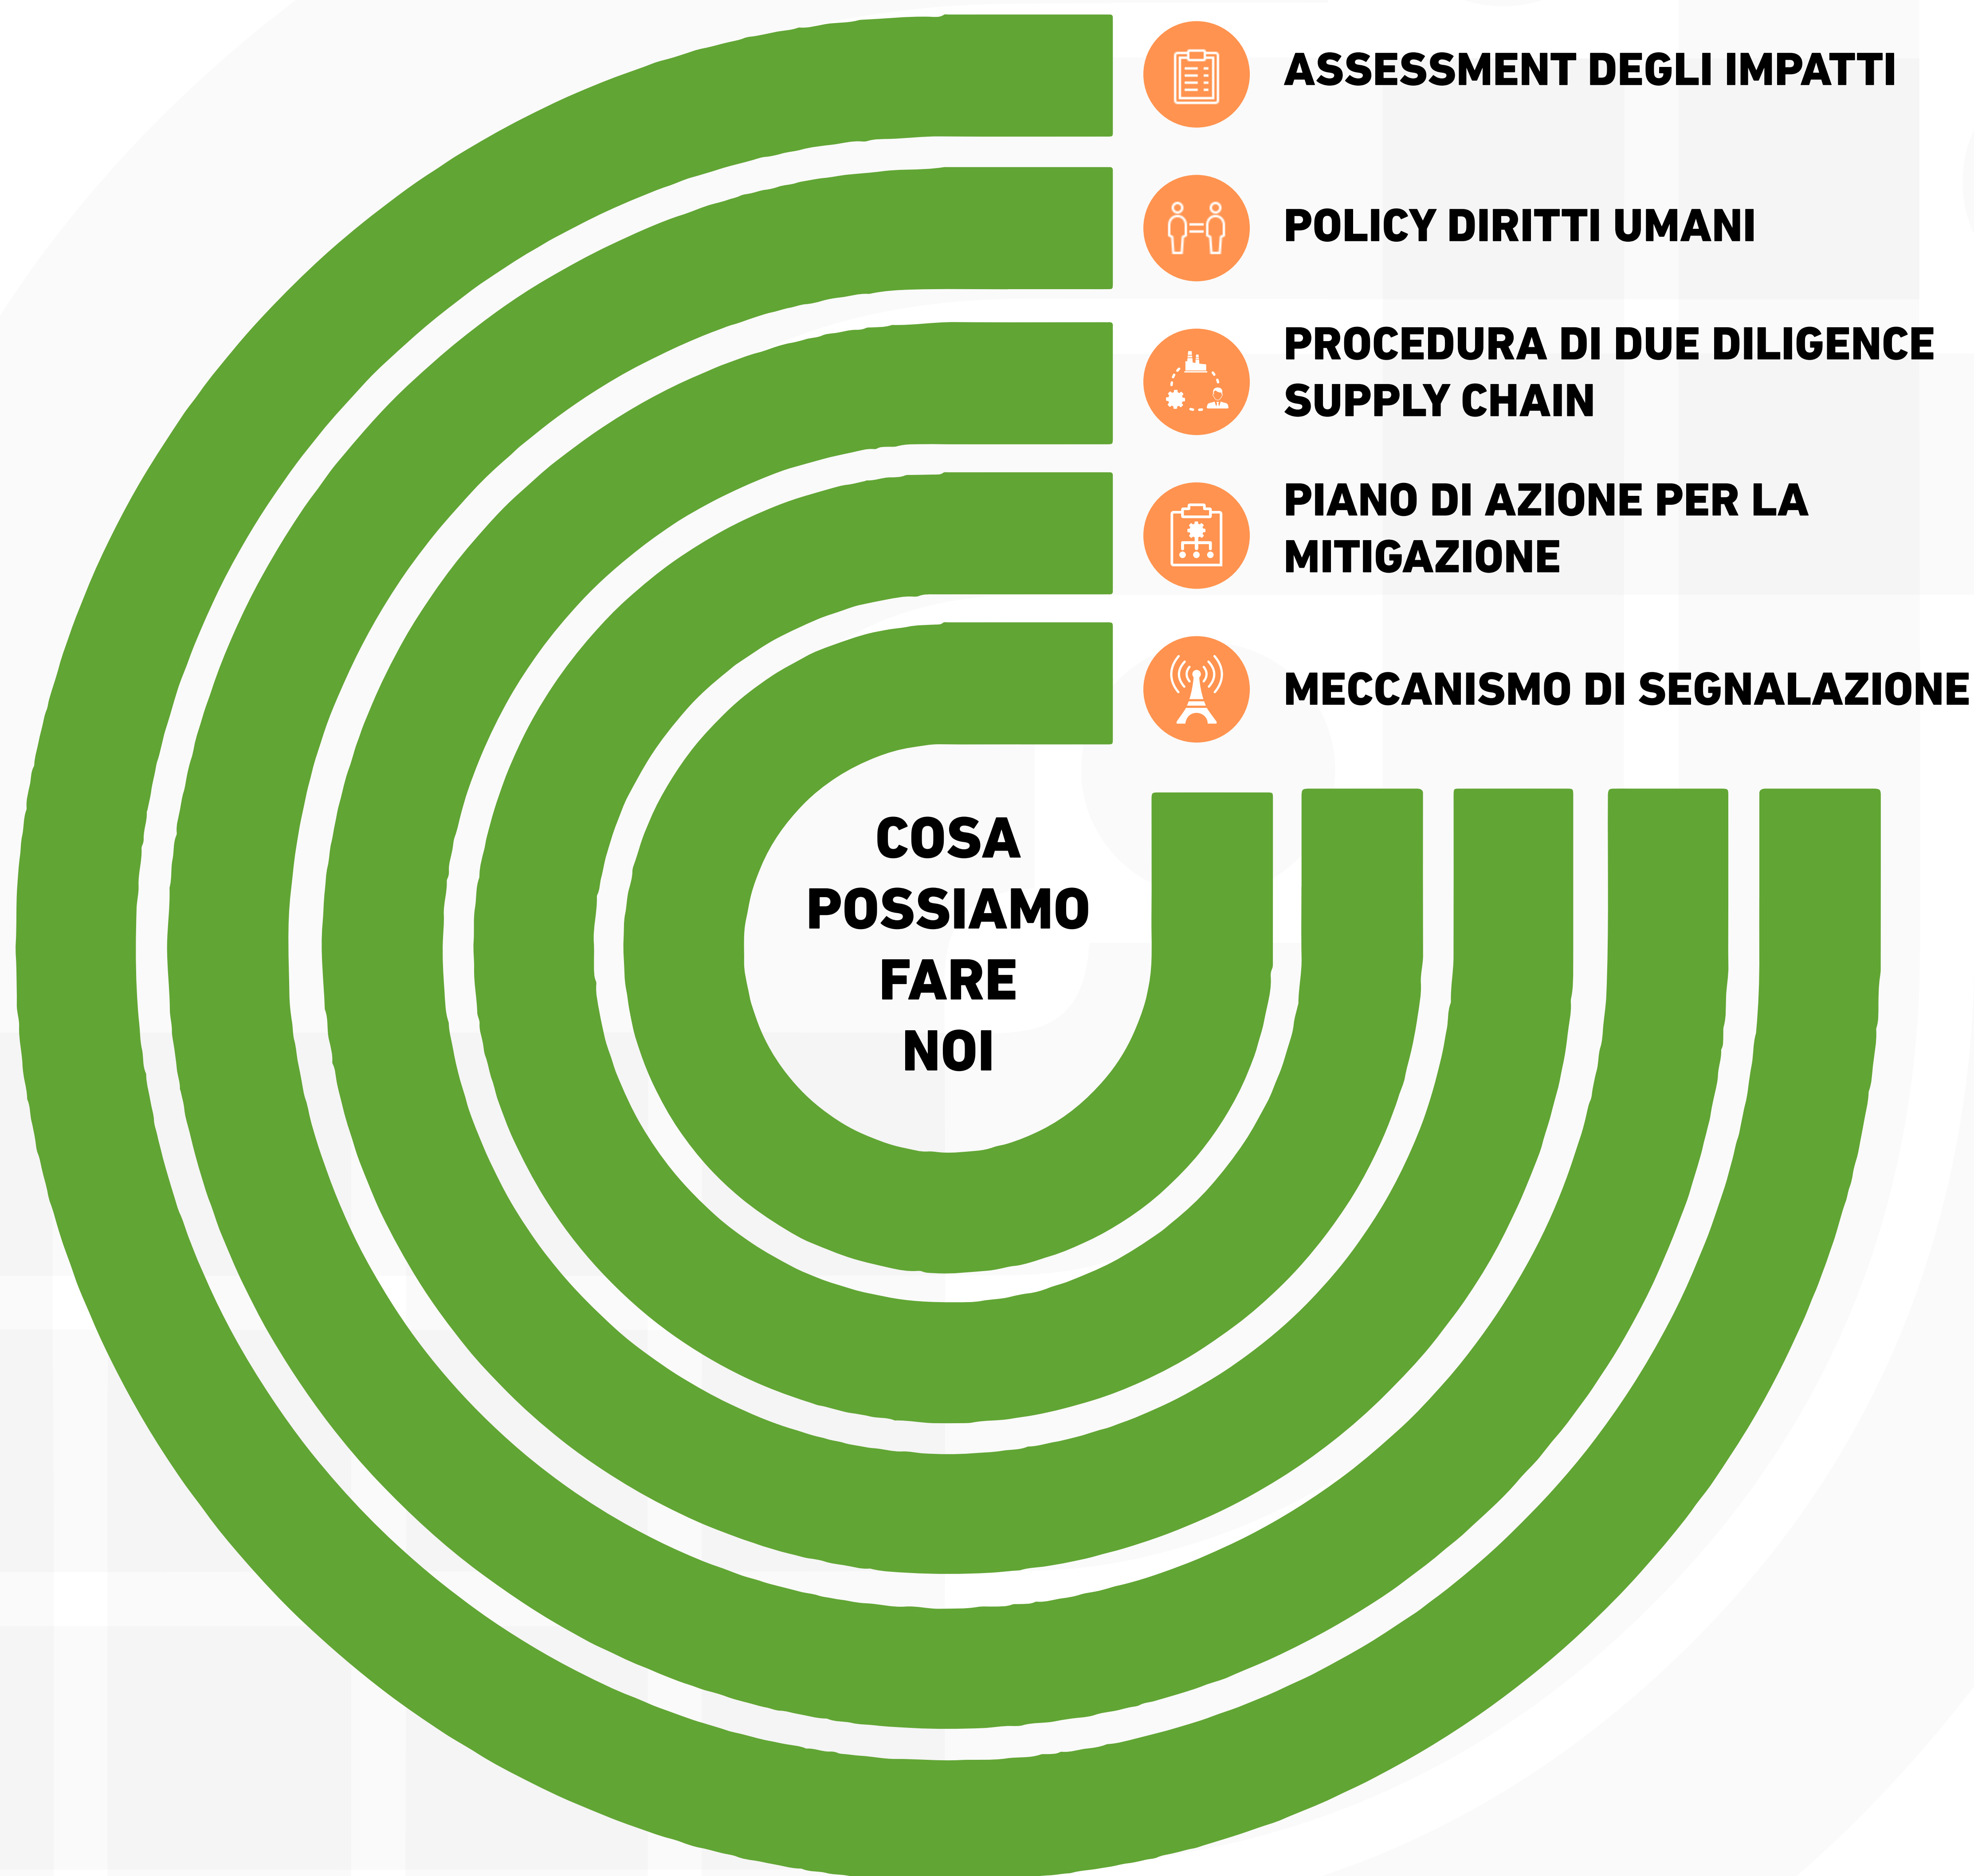 ASSESSMENT DEGLI IMPATTI
POLICY DIRITTI UMANI
PROCEDURA DI DUE DILIGENCE
SUPPLY CHAIN
PIANO DI AZIONE PER LA
MITIGAZIONE
MECCANISMO DI SEGNALAZIONE
COSA
POSSIAMO
FARE
NOI